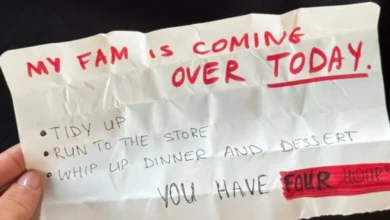 MY FAM IS COMING
OVER TODAY.
• TIDY UP
• RUN TO THE STORE
• WHIP UP DINNER AND DESSERT
YOU HAVE FOUR